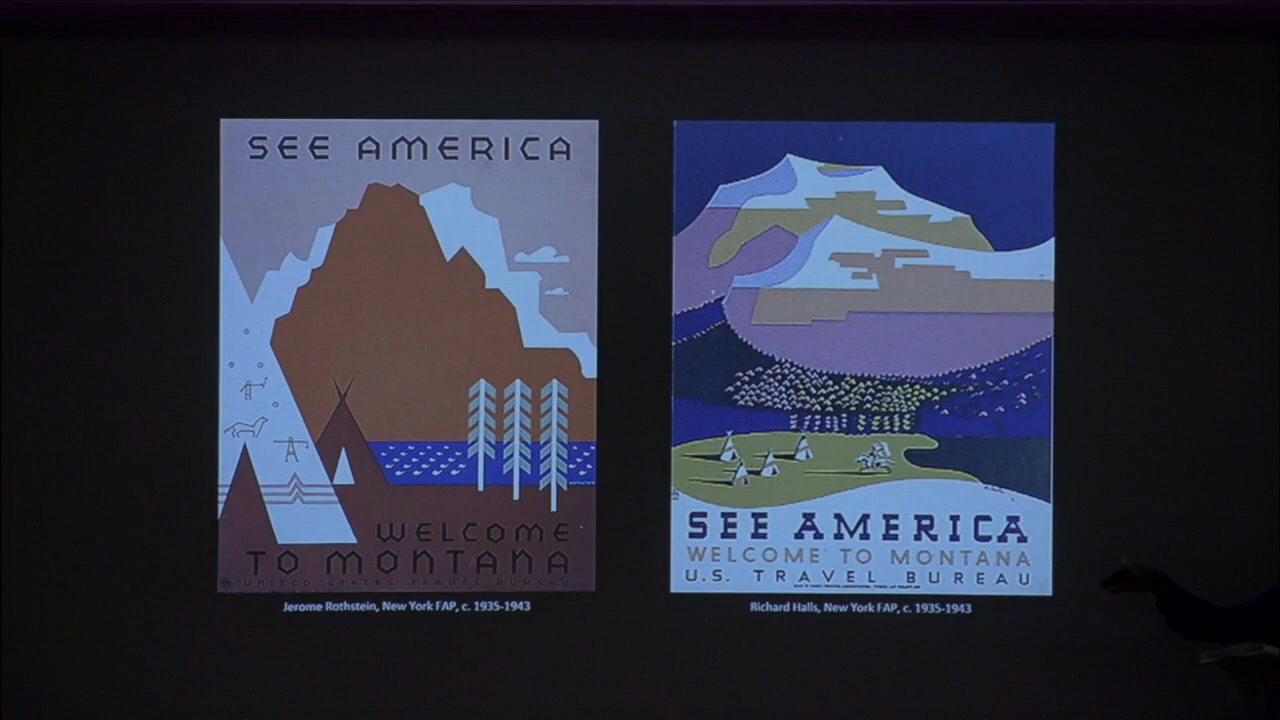 SEE AMERICA
WELCOME
TO MONTANA
UNITED STATES TRAVEL BUREAU
Jerome Rothstein, New York FAP, c. 1935-1943
SEE AMERICA
WELCOME TO MONTANA
U.S. TRAVEL BUREAU
Richard Halls, New York FAP, c. 1935-1943